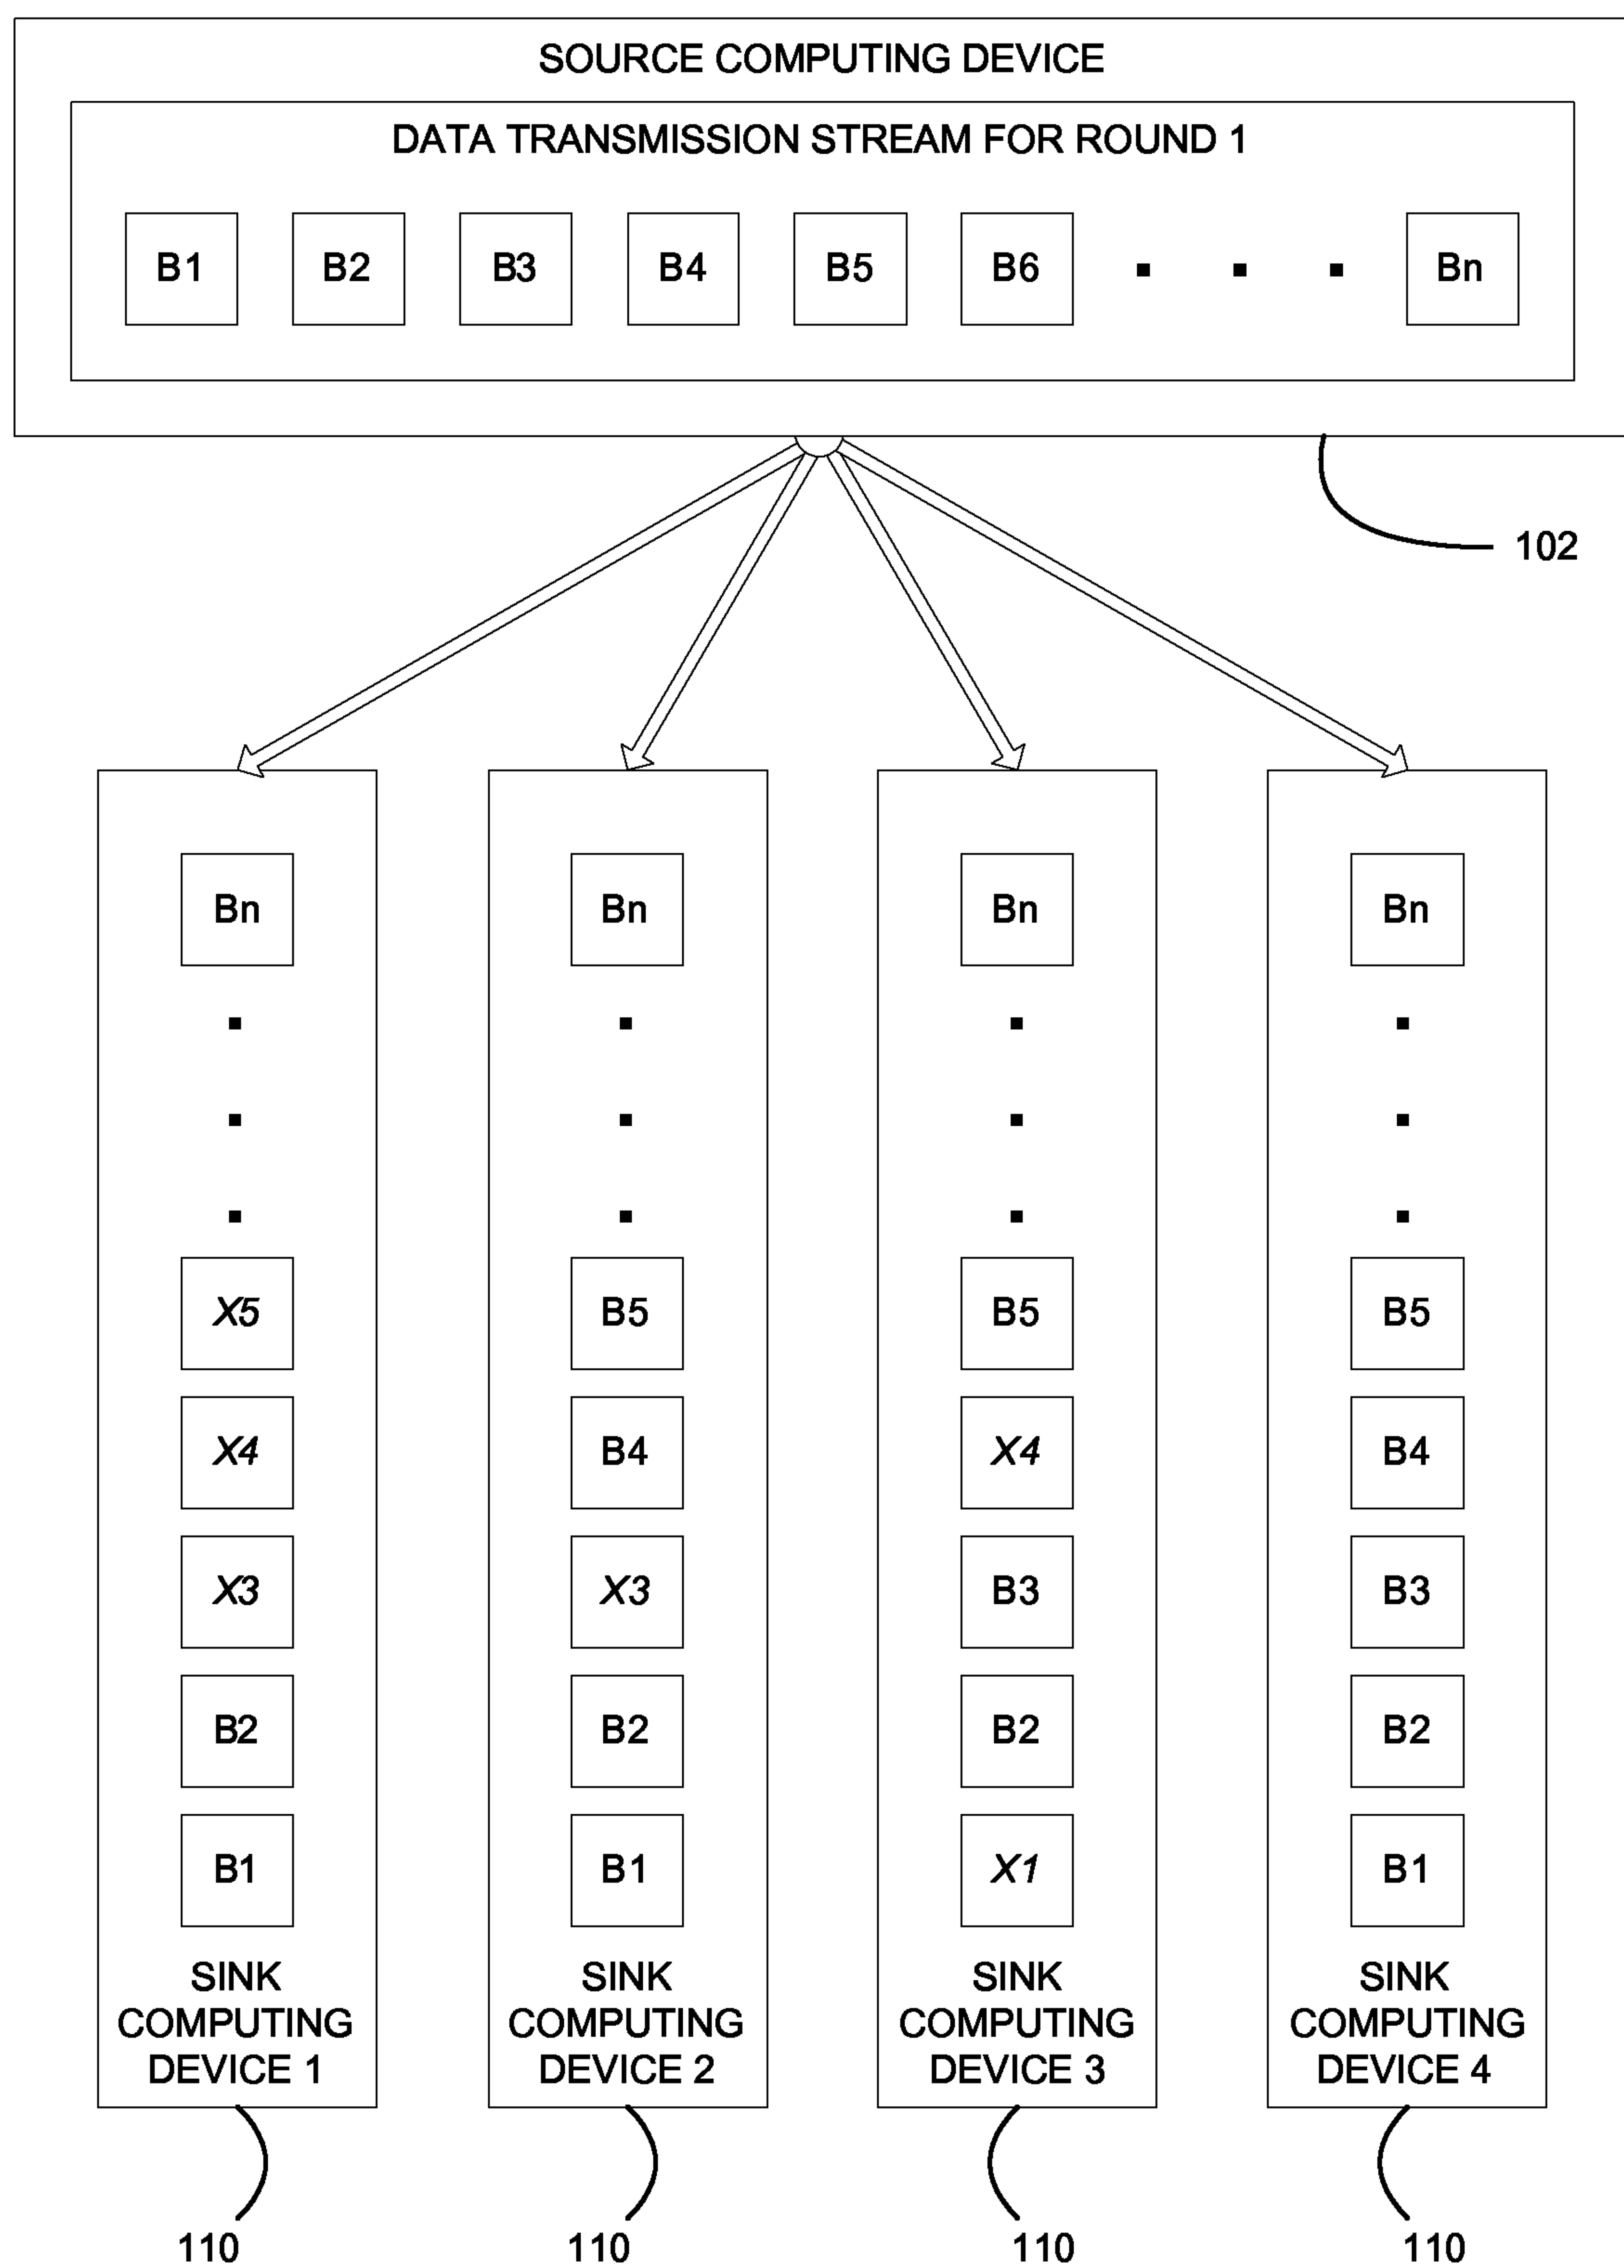 SOURCE COMPUTING DEVICE
DATA TRANSMISSION STREAM FOR ROUND 1
B1 B2 B3 B4 B5 B6 . . . Bn
102
Bn Bn Bn Bn
. . . .
. . . .
. . . .
X5 B5 B5 B5
X4 B4 X4 B4
X3 X3 B3 B3
B2 B2 B2 B2
B1 B1 X1 B1
SINK SINK SINK SINK
COMPUTING COMPUTING COMPUTING COMPUTING
DEVICE 1 DEVICE 2 DEVICE 3 DEVICE 4
110 110 110 110